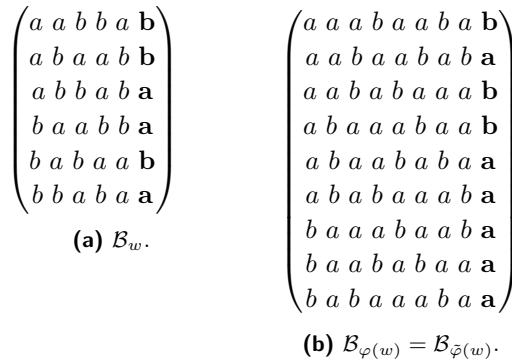 a a b b a b
a b a a b b
a b b a b a
b a a b b a
b a b a a b
b b a b a a
(a) 𝓑_w.
a a a b a a b a b
a a b a a b a b a
a a b a b a a a b
a b a a a b a a b
a b a a b a b a a
a b a b a a a b a
b a a a b a a b a
b a a b a b a a a
b a b a a a b a a
(b) 𝓑_φ(w) = 𝓑_φ̃(w).